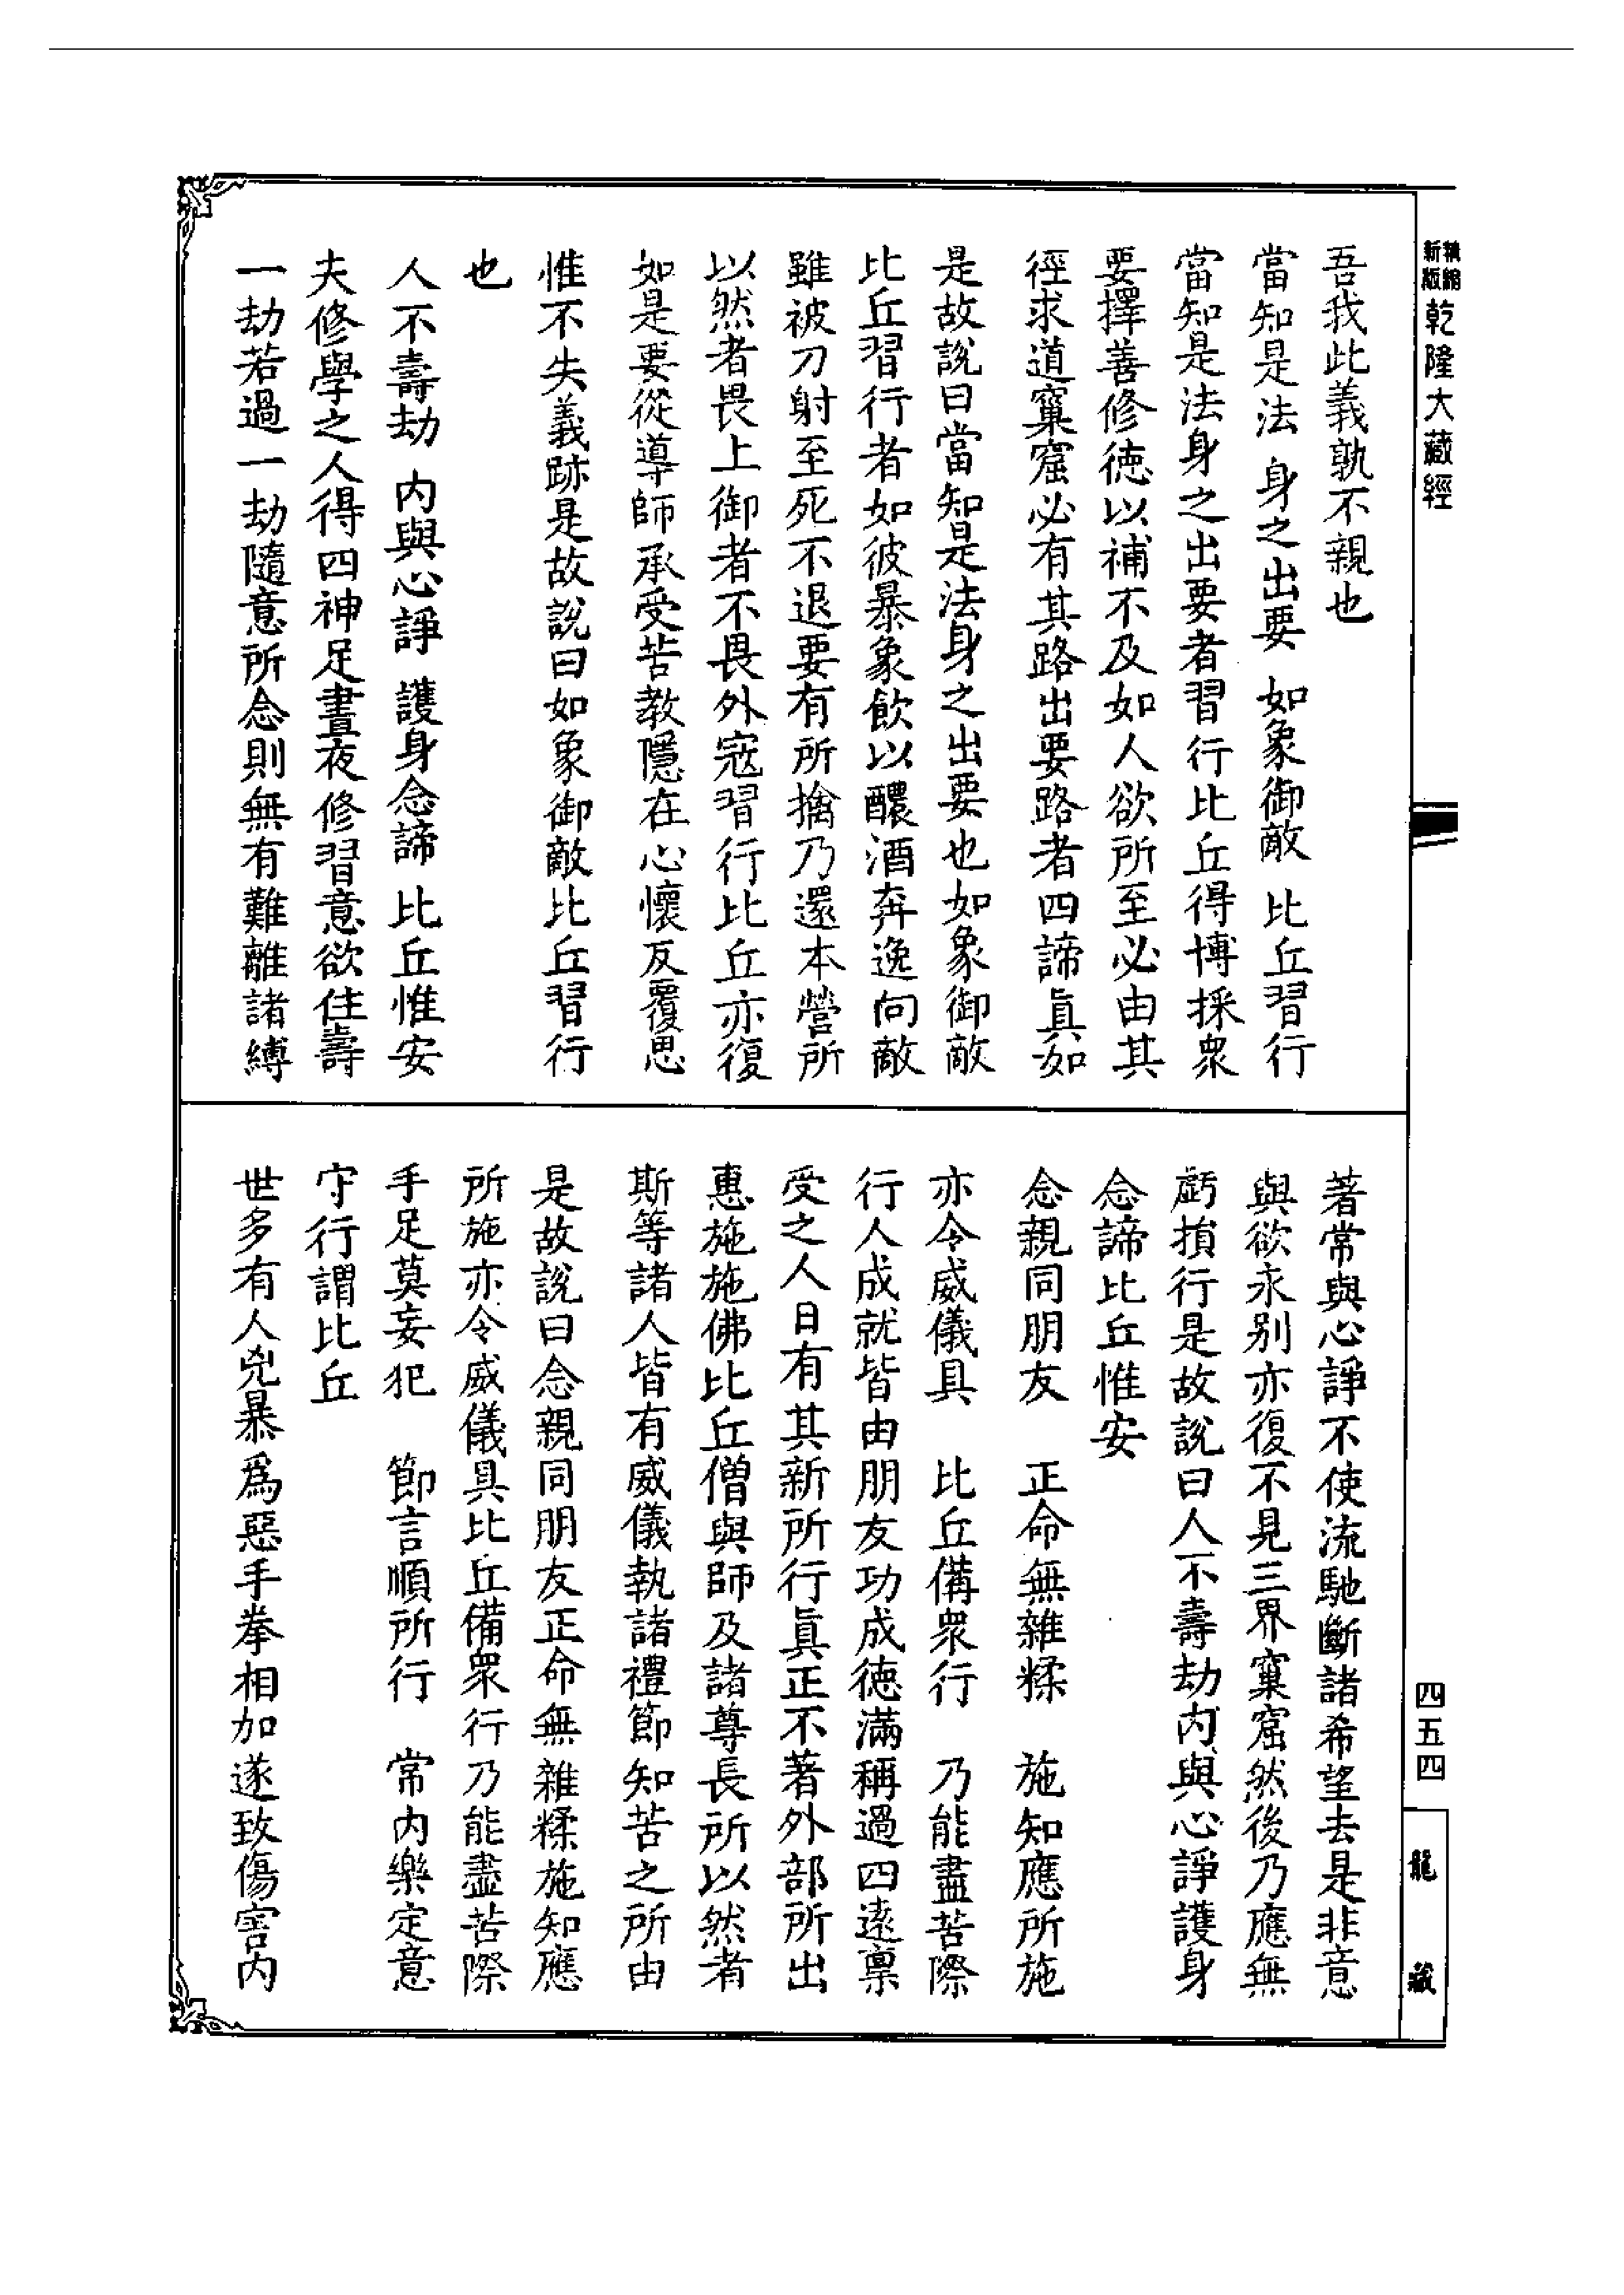 精縮新版乾隆大藏經
吾我此義孰不親也
當知是法　身之出要　如象御敵　比丘習行
當知是法身之出要者習行比丘得博採衆
要擇善修徳以補不及如人欲所至必由其
徑求道窠窟必有其路出要路者四諦眞如
是故說曰當知是法身之出要也如象御敵
比丘習行者如彼暴象飲以醲酒奔逸向敵
雖被刀射至死不退要有所擒乃還本營所
以然者畏上御者不畏外寇習行比丘亦復
如是要從導師承受苦教隱在心懷反覆思
惟不失義跡是故說曰如象御敵比丘習行
也
人不壽劫　内與心諍　護身念諦　比丘惟安
夫修學之人得四神足晝夜修習意欲住壽
一劫若過一劫隨意所念則無有難離諸縛
著常與心諍不使流馳斷諸希望去是非意
與欲永别亦復不見三界窠窟然後乃應無
虧損行是故說曰人不壽劫内與心諍護身
念諦比丘惟安
念親同朋友　正命無雜糅　施知應所施
亦令威儀具　比丘備衆行　乃能盡苦際
行人成就皆由朋友功成徳滿稱過四遠禀
受之人日有其新所行眞正不著外部所出
惠施施佛比丘僧與師及諸尊長所以然者
斯等諸人皆有威儀執諸禮節知苦之所由
是故說曰念親同朋友正命無雜糅施知應
所施亦令威儀具比丘備衆行乃能盡苦際
手足莫妄犯　節言順所行　常内樂定意
守行謂比丘
世多有人兇暴爲惡手拳相加遂致傷害内
四五四
龍藏